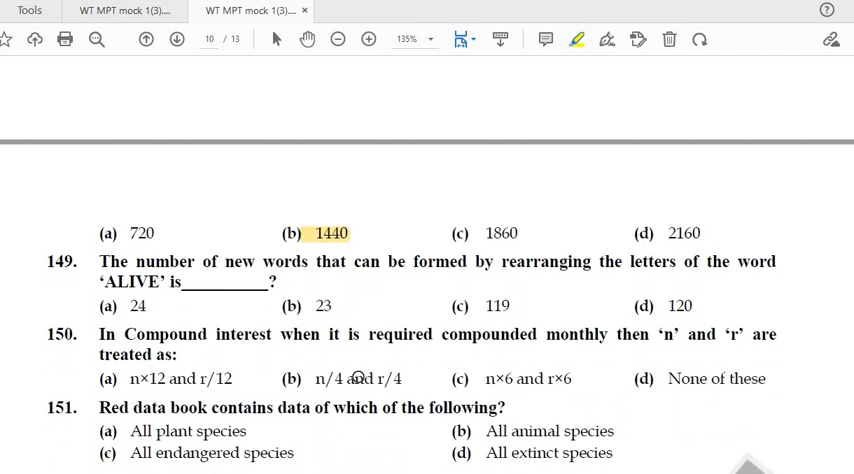 Tools WT MPT mock 1(3).... WT MPT mock 1(3).... ×
10 / 13 135%
(a) 720 (b) 1440 (c) 1860 (d) 2160
149. The number of new words that can be formed by rearranging the letters of the word
‘ALIVE’ is__________?
(a) 24 (b) 23 (c) 119 (d) 120
150. In Compound interest when it is required compounded monthly then ‘n’ and ‘r’ are
treated as:
(a) n×12 and r/12 (b) n/4 and r/4 (c) n×6 and r×6 (d) None of these
151. Red data book contains data of which of the following?
(a) All plant species (b) All animal species
(c) All endangered species (d) All extinct species